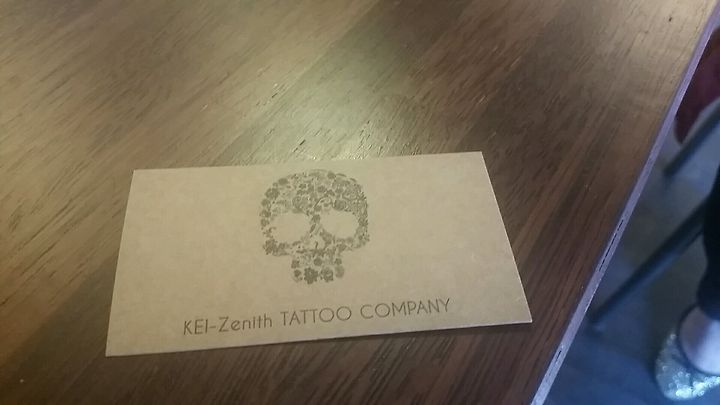 KEI-Zenith TATTOO COMPANY